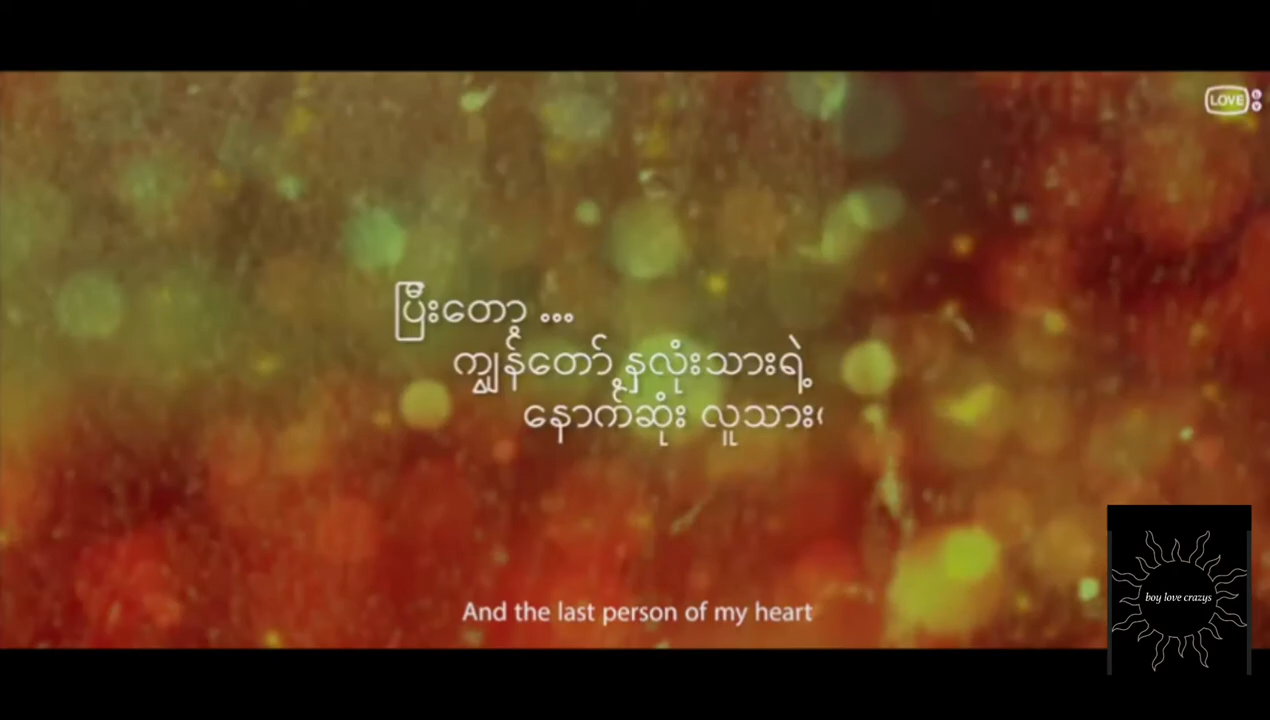 LOVE
ပြီးတော့ ...
ကျွန်တော့်နှလုံးသားရဲ့
နောက်ဆုံး လူသား
And the last person of my heart
boy love crazys